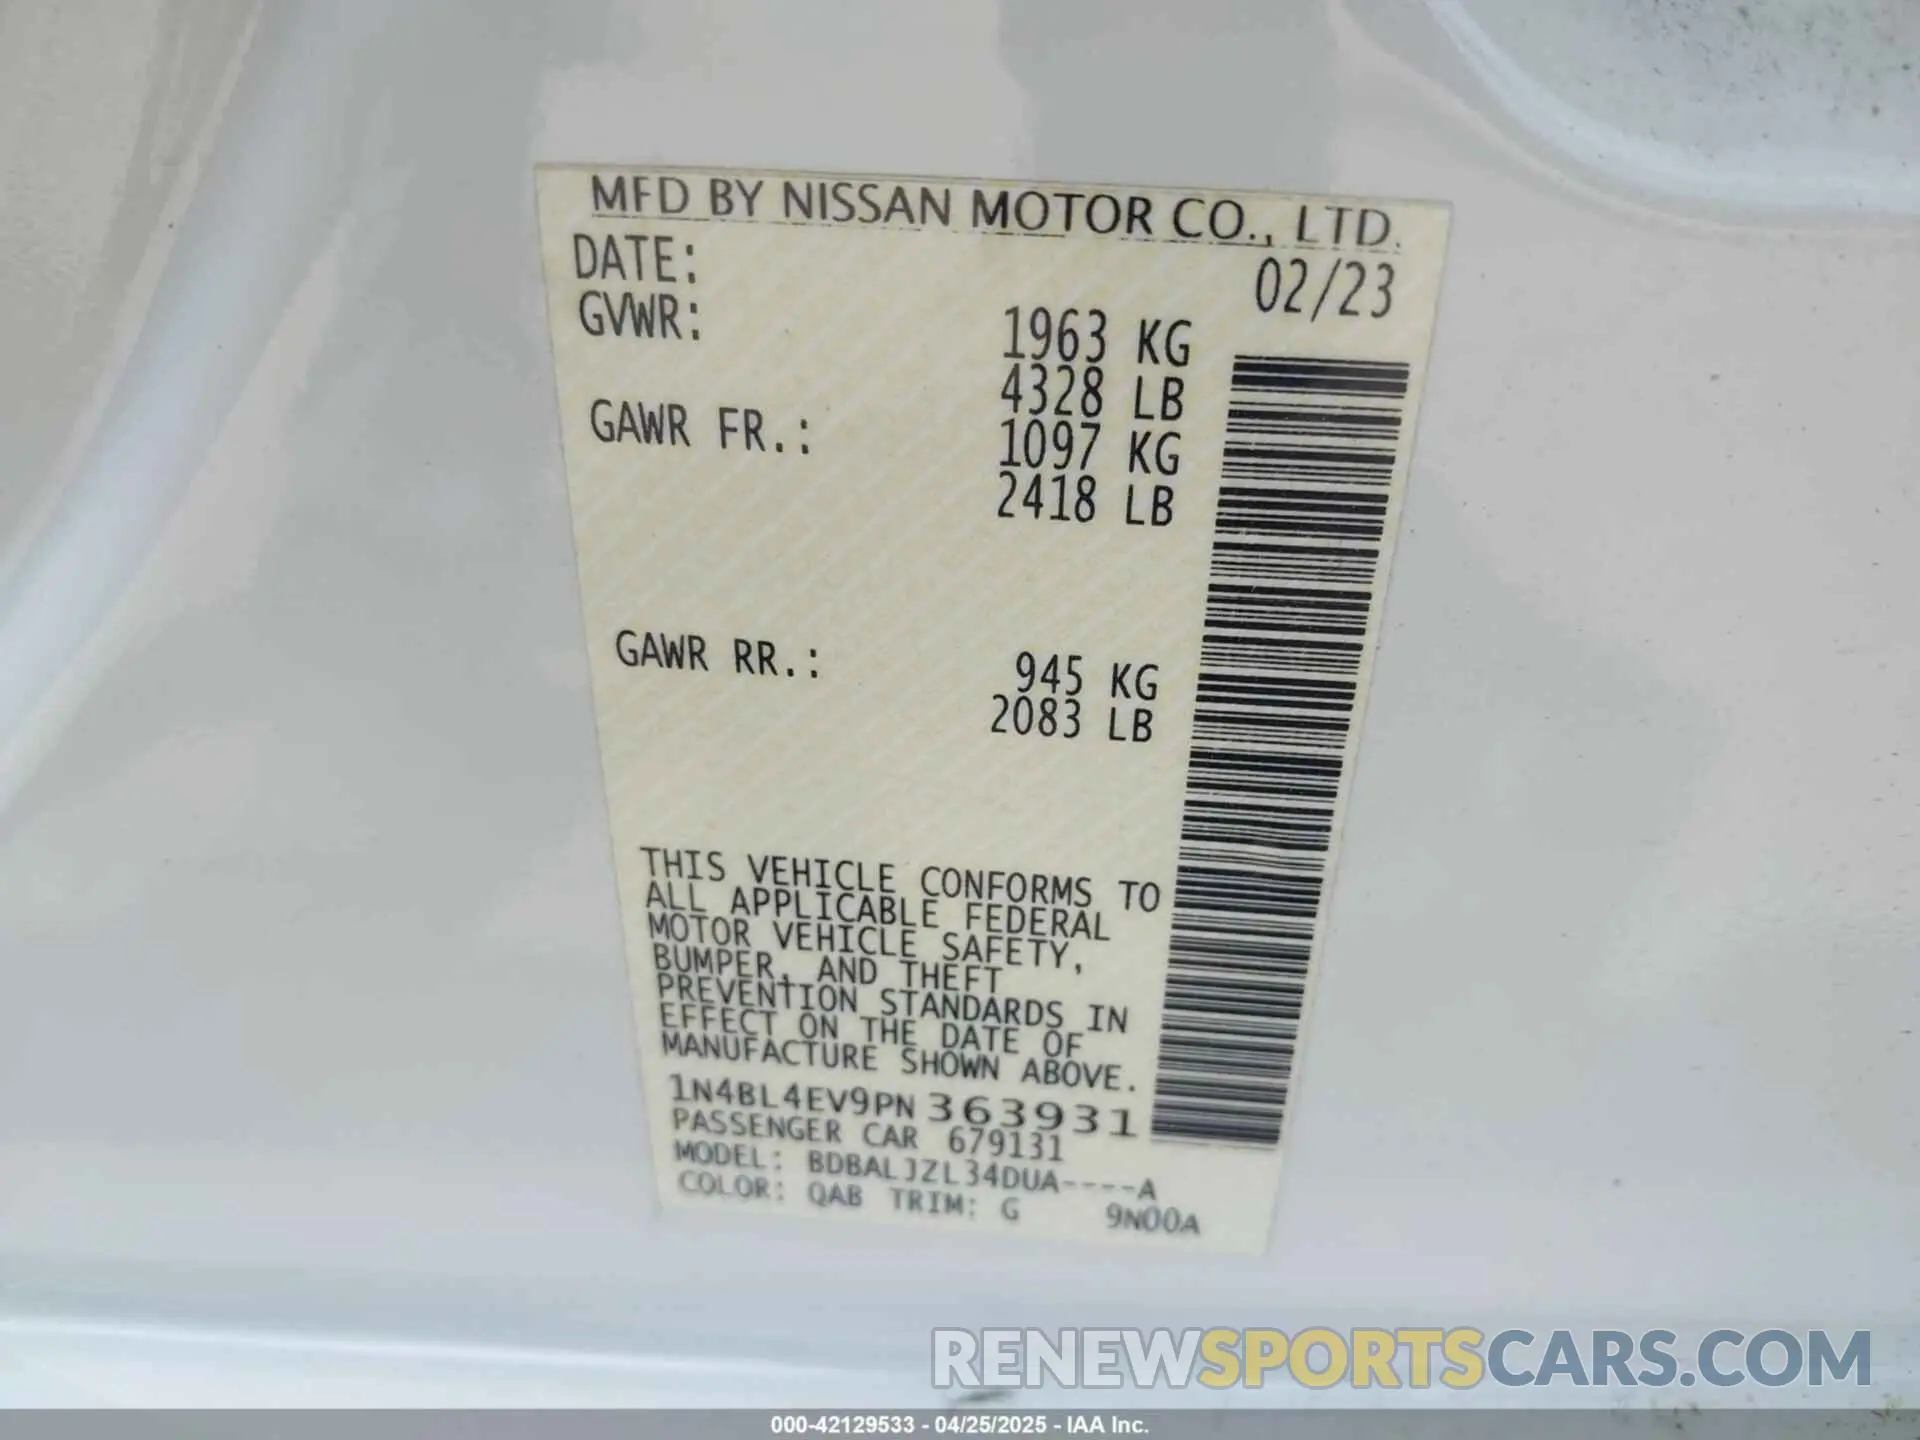 MFD BY NISSAN MOTOR CO., LTD.
DATE: 02/23
GVWR: 1963 KG
4328 LB
GAWR FR.: 1097 KG
2418 LB
GAWR RR.: 945 KG
2083 LB
THIS VEHICLE CONFORMS TO
ALL APPLICABLE FEDERAL
MOTOR VEHICLE SAFETY,
BUMPER, AND THEFT
PREVENTION STANDARDS IN
EFFECT ON THE DATE OF
MANUFACTURE SHOWN ABOVE.
1N4BL4EV9PN363931
PASSENGER CAR 679131
MODEL: BDBALJZL34DUA----A
COLOR: QAB TRIM: G 9N00A
RENEWSPORTSCARS.COM
000-42129533 - 04/25/2025 - IAA Inc.